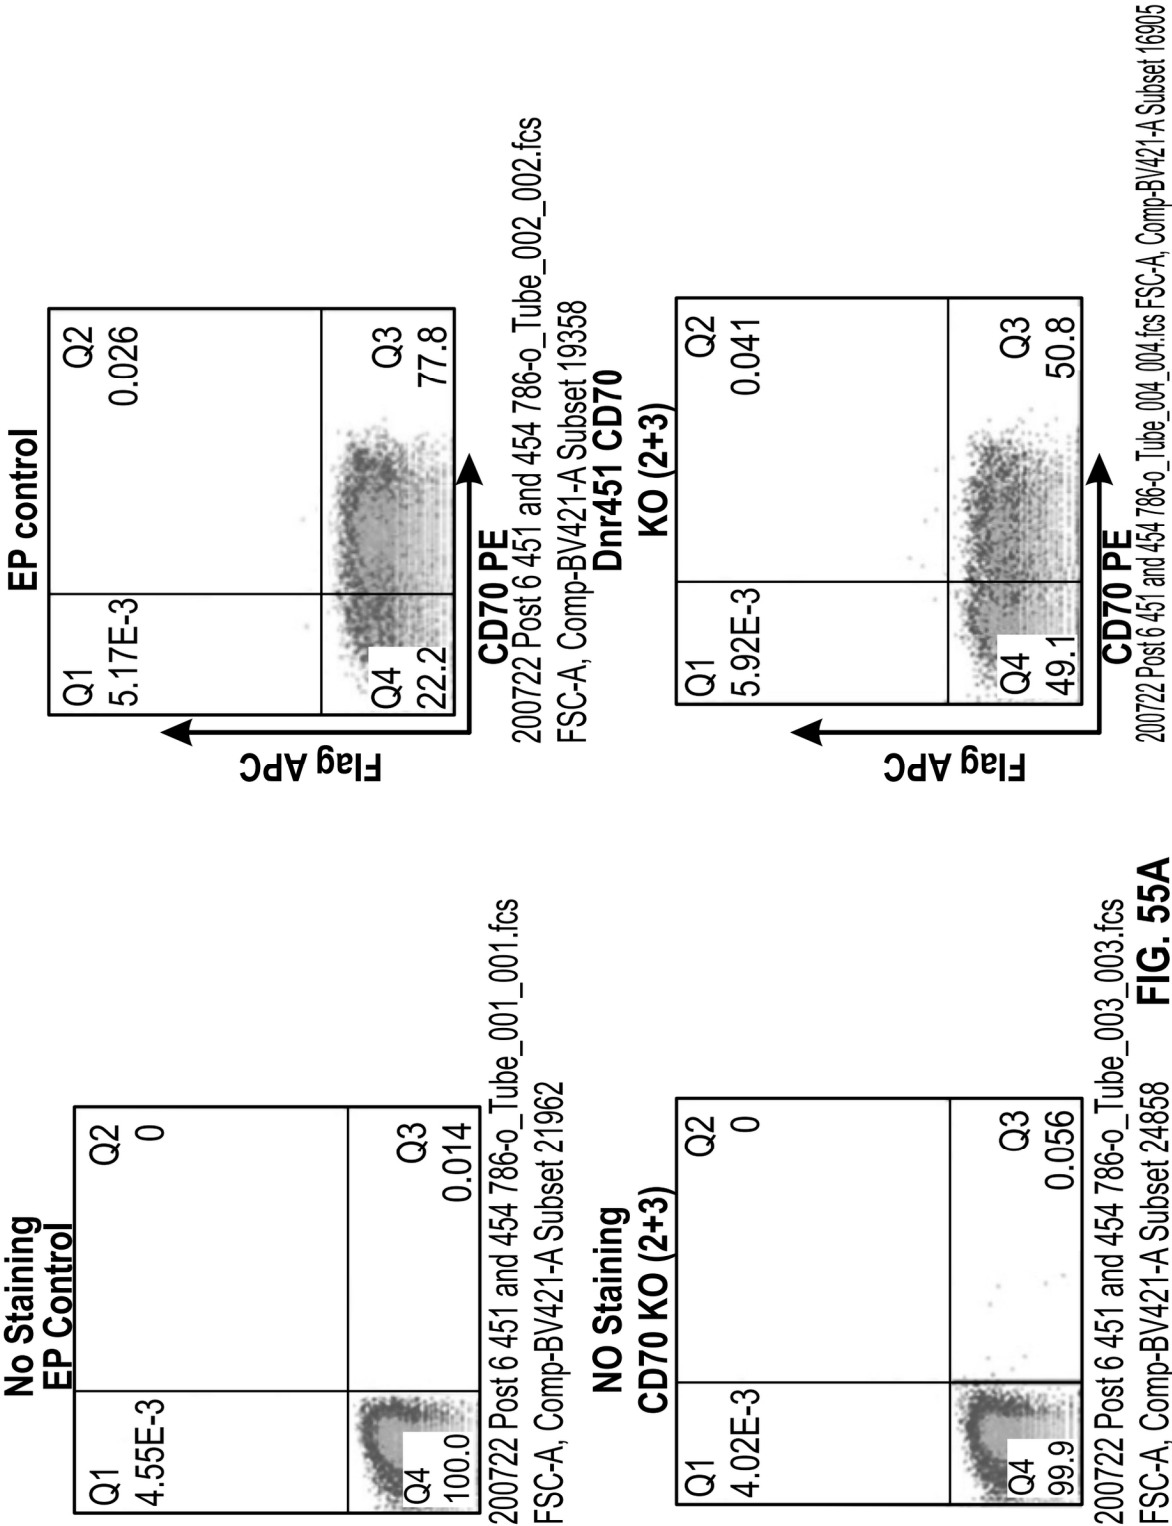 No Staining
EP Control
Q1
4.55E-3
Q2
0
Q4
100.0
Q3
0.014
200722 Post 6 451 and 454 786-o_Tube_001_001.fcs
FSC-A, Comp-BV421-A Subset 21962
EP control
Flag APC
Q1
5.17E-3
Q2
0.026
Q4
22.2
Q3
77.8
CD70 PE
200722 Post 6 451 and 454 786-o_Tube_002_002.fcs
FSC-A, Comp-BV421-A Subset 19358
NO Staining
CD70 KO (2+3)
Q1
4.02E-3
Q2
0
Q4
99.9
Q3
0.056
200722 Post 6 451 and 454 786-o_Tube_003_003.fcs
FSC-A, Comp-BV421-A Subset 24858
Dnr451 CD70
KO (2+3)
Flag APC
Q1
5.92E-3
Q2
0.041
Q4
49.1
Q3
50.8
CD70 PE
200722 Post 6 451 and 454 786-o_Tube_004_004.fcs FSC-A, Comp-BV421-A Subset 16905
FIG. 55A